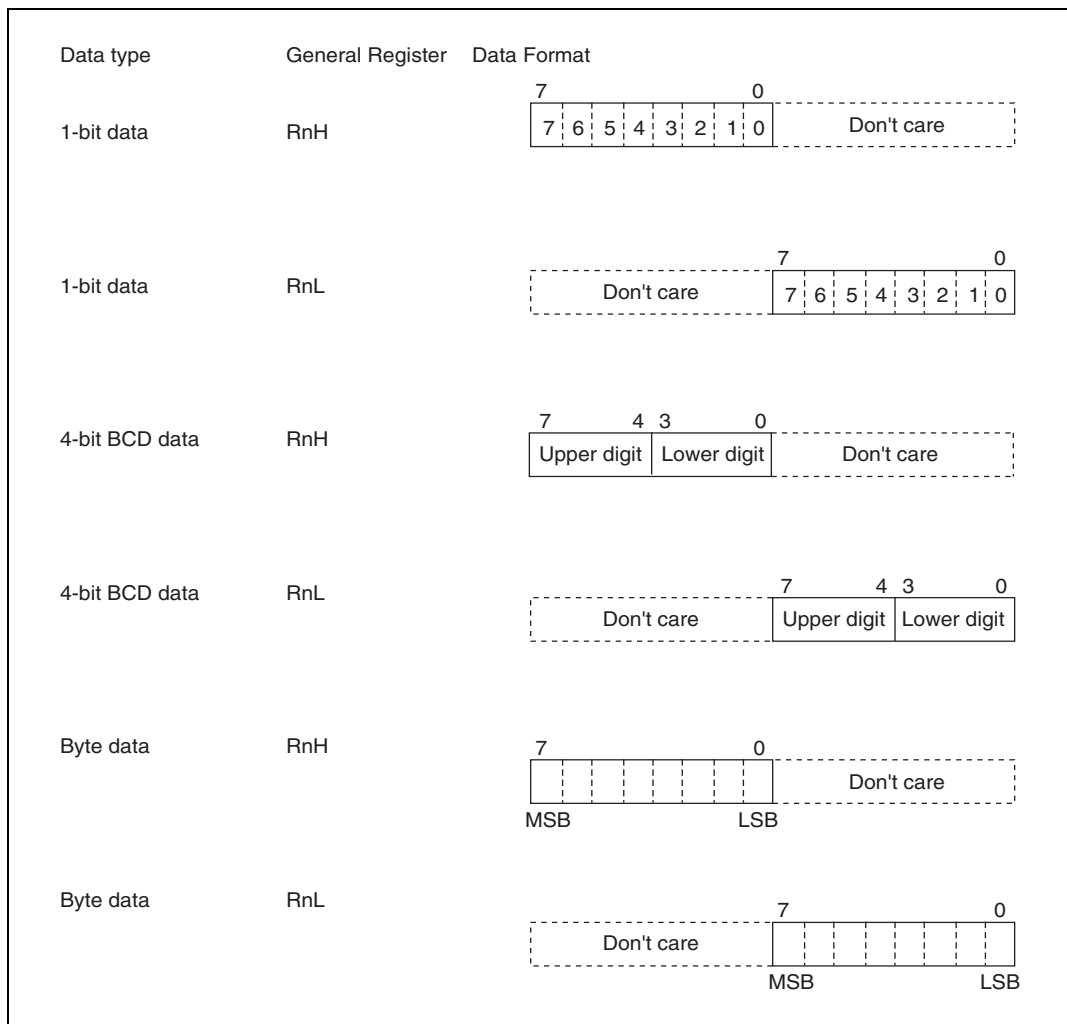 Data type General Register Data Format
7 0
1-bit data RnH 7 6 5 4 3 2 1 0 Don't care
7 0
1-bit data RnL Don't care 7 6 5 4 3 2 1 0
7 4 3 0
4-bit BCD data RnH Upper digit Lower digit Don't care
7 4 3 0
4-bit BCD data RnL Don't care Upper digit Lower digit
7 0
Byte data RnH Don't care
MSB LSB
7 0
Byte data RnL Don't care
MSB LSB